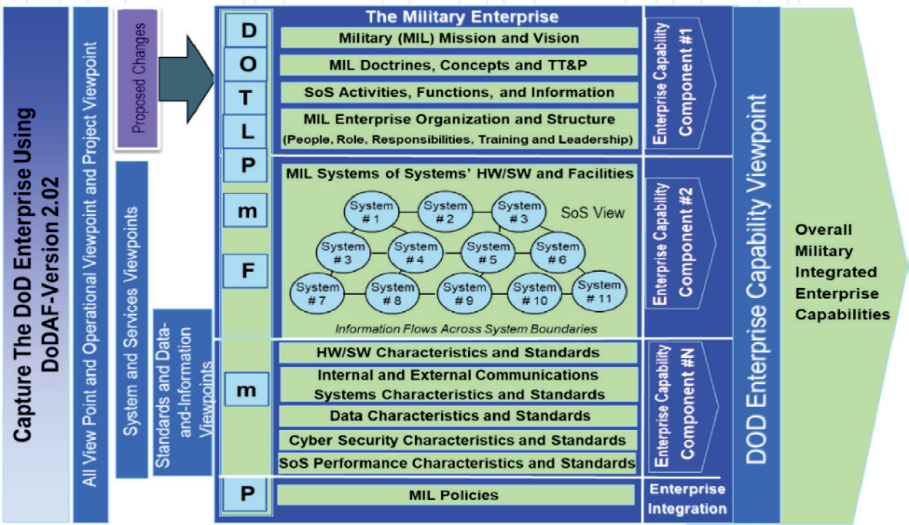 Capture The DoD Enterprise Using
DoDAF-Version 2.02
All View Point and Operational Viewpoint and Project Viewpoint
Proposed Changes
System and Services Viewpoints
Standards and Data-
and-Information
Viewpoints
D
O
T
L
P
m
F
m
P
The Military Enterprise
Military (MIL) Mission and Vision
MIL Doctrines, Concepts and TT&P
SoS Activities, Functions, and Information
MIL Enterprise Organization and Structure
(People, Role, Responsibilities, Training and Leadership)
MIL Systems of Systems' HW/SW and Facilities
System
# 1
System
# 2
System
# 3
SoS View
System
# 3
System
# 4
System
# 5
System
# 6
System
# 7
System
# 8
System
# 9
System
# 10
System
# 11
Information Flows Across System Boundaries
HW/SW Characteristics and Standards
Internal and External Communications
Systems Characteristics and Standards
Data Characteristics and Standards
Cyber Security Characteristics and Standards
SoS Performance Characteristics and Standards
MIL Policies
Enterprise Capability
Component #1
Enterprise Capability
Component #2
Enterprise Capability
Component #N
Enterprise
Integration
DOD Enterprise Capability Viewpoint
Overall
Military
Integrated
Enterprise
Capabilities